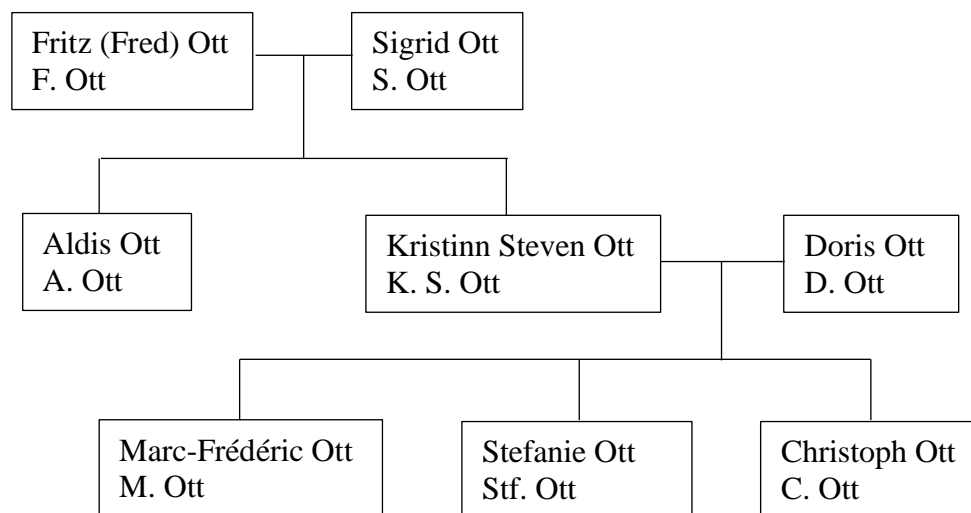 Fritz (Fred) Ott
F. Ott
Sigrid Ott
S. Ott
Aldis Ott
A. Ott
Kristinn Steven Ott
K. S. Ott
Doris Ott
D. Ott
Marc-Frédéric Ott
M. Ott
Stefanie Ott
Stf. Ott
Christoph Ott
C. Ott